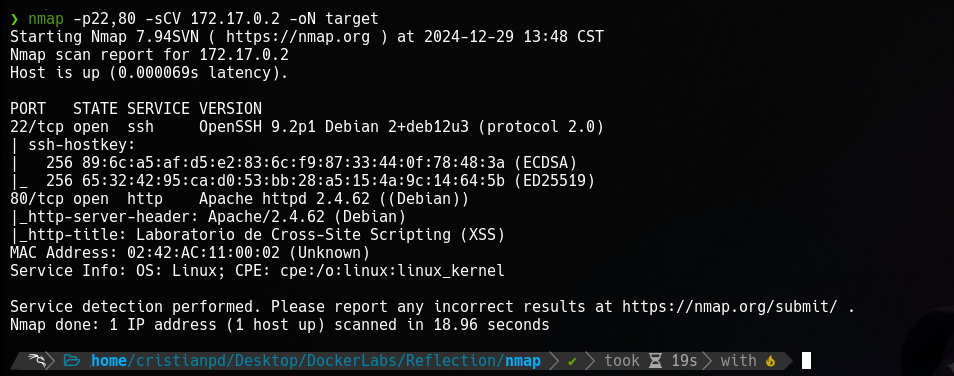 ❯ nmap -p22,80 -sCV 172.17.0.2 -oN target
Starting Nmap 7.94SVN ( https://nmap.org ) at 2024-12-29 13:48 CST
Nmap scan report for 172.17.0.2
Host is up (0.000069s latency).
PORT   STATE SERVICE VERSION
22/tcp open  ssh     OpenSSH 9.2p1 Debian 2+deb12u3 (protocol 2.0)
| ssh-hostkey:
|   256 89:6c:a5:af:d5:e2:83:6c:f9:87:33:44:0f:78:48:3a (ECDSA)
|_  256 65:32:42:95:ca:d0:53:bb:28:a5:15:4a:9c:14:64:5b (ED25519)
80/tcp open  http    Apache httpd 2.4.62 ((Debian))
|_http-server-header: Apache/2.4.62 (Debian)
|_http-title: Laboratorio de Cross-Site Scripting (XSS)
MAC Address: 02:42:AC:11:00:02 (Unknown)
Service Info: OS: Linux; CPE: cpe:/o:linux:linux_kernel
Service detection performed. Please report any incorrect results at https://nmap.org/submit/ .
Nmap done: 1 IP address (1 host up) scanned in 18.96 seconds
home/cristianpd/Desktop/DockerLabs/Reflection/nmap ✔ took 19s with